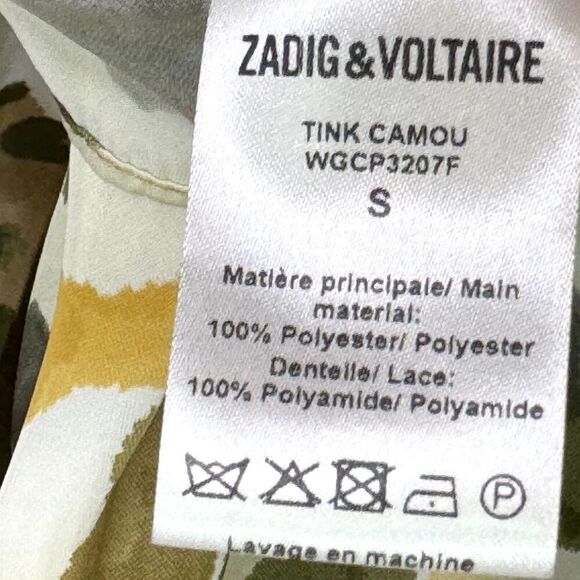 ZADIG&VOLTAIRE
TINK CAMOU
WGCP3207F
S
Matière principale/ Main
material:
100% Polyester/ Polyester
Dentelle/ Lace:
100% Polyamide/ Polyamide
P
Lavage en machine